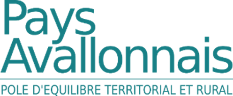 Pays
Avallonnais
POLE D'EQUILIBRE TERRITORIAL ET RURAL